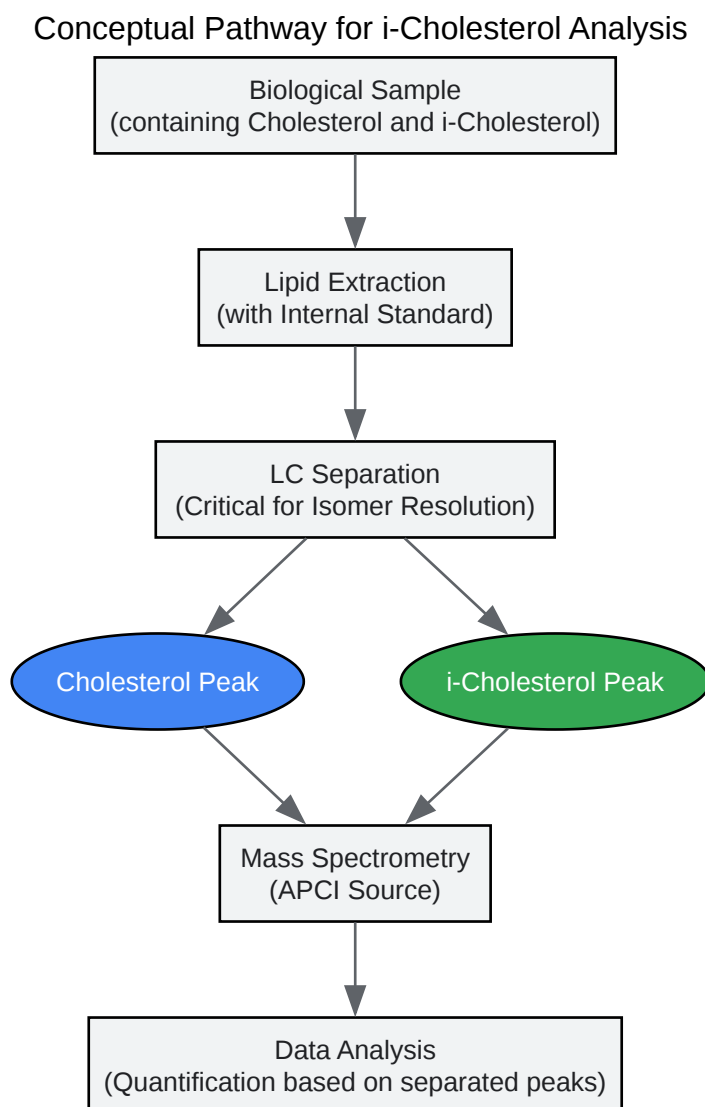 Conceptual Pathway for i-Cholesterol Analysis
Biological Sample
(containing Cholesterol and i-Cholesterol)
Lipid Extraction
(with Internal Standard)
LC Separation
(Critical for Isomer Resolution)
Cholesterol Peak
i-Cholesterol Peak
Mass Spectrometry
(APCI Source)
Data Analysis
(Quantification based on separated peaks)